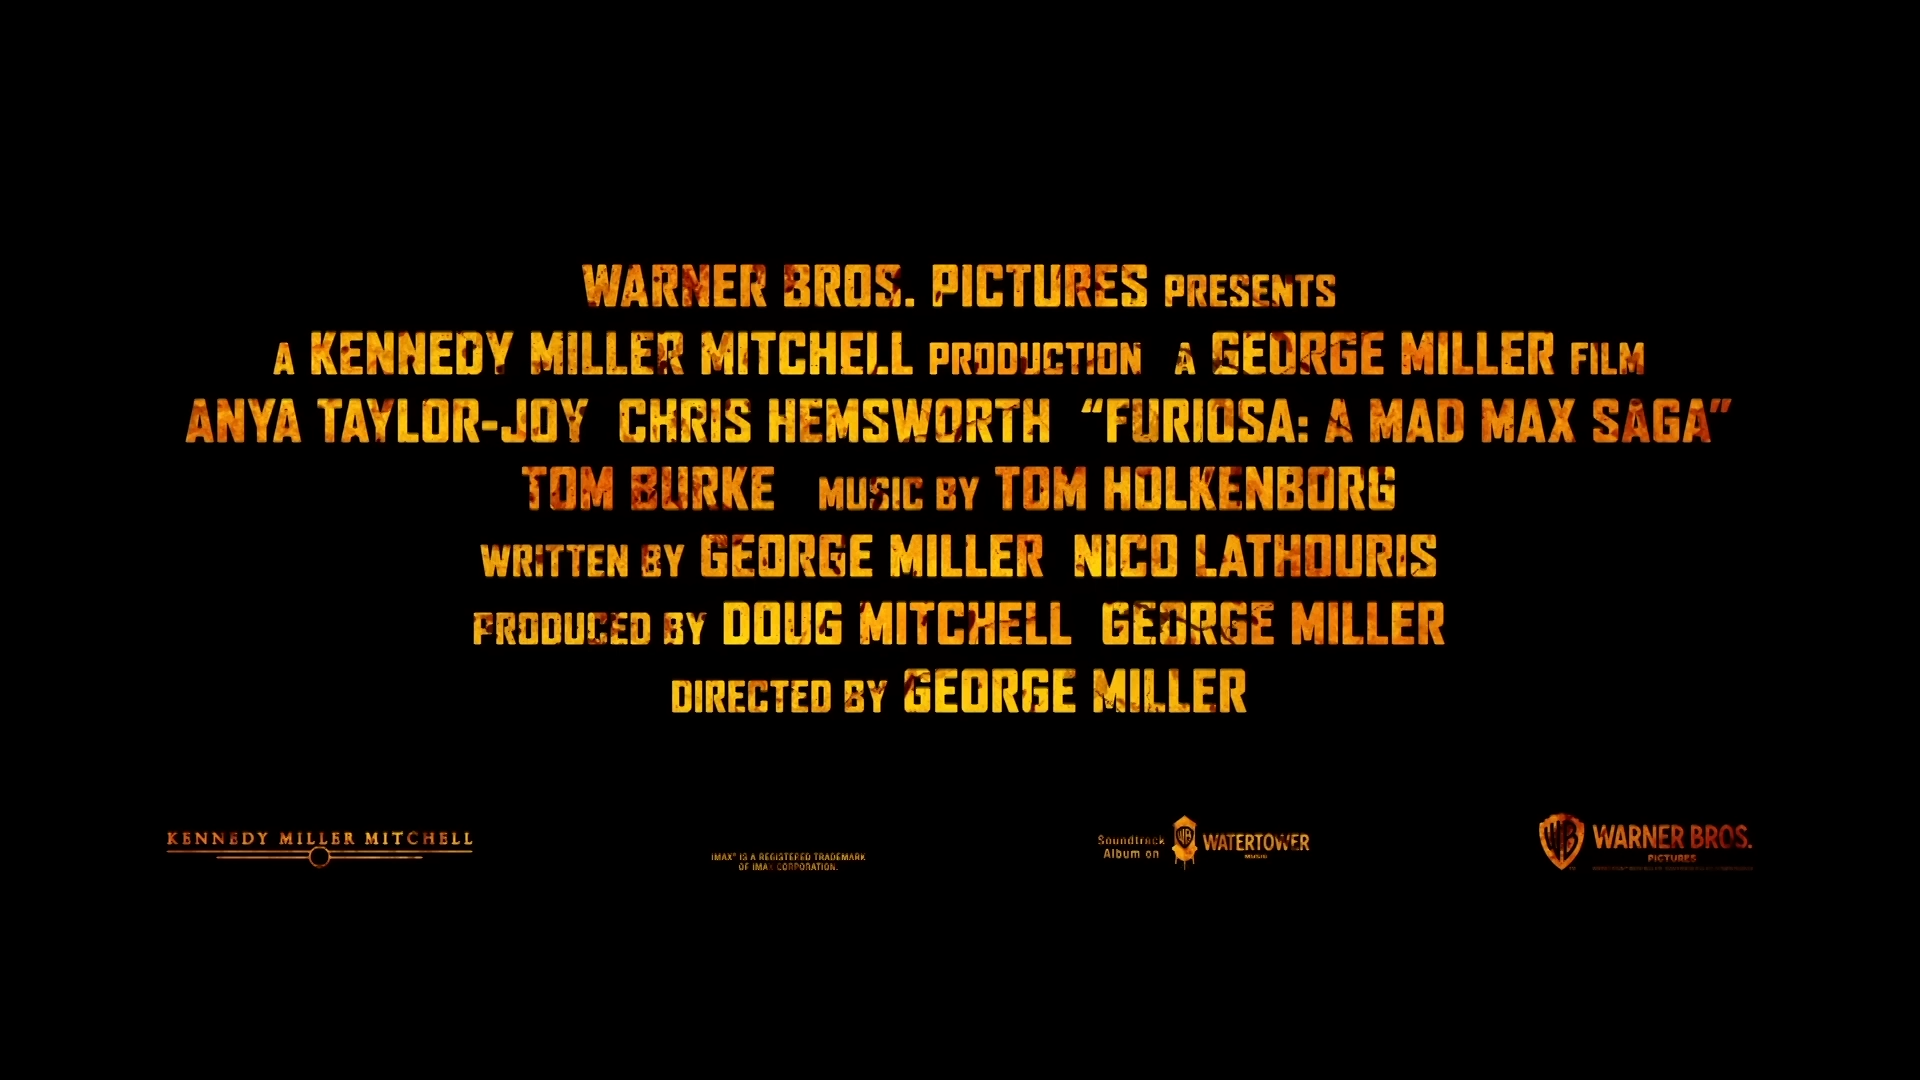 WARNER BROS. PICTURES PRESENTS
A KENNEDY MILLER MITCHELL PRODUCTION A GEORGE MILLER FILM
ANYA TAYLOR-JOY CHRIS HEMSWORTH “FURIOSA: A MAD MAX SAGA”
TOM BURKE MUSIC BY TOM HOLKENBORG
WRITTEN BY GEORGE MILLER NICO LATHOURIS
PRODUCED BY DOUG MITCHELL GEORGE MILLER
DIRECTED BY GEORGE MILLER
KENNEDY MILLER MITCHELL
IMAX® IS A REGISTERED TRADEMARK
OF IMAX CORPORATION.
Soundtrack
Album on
WB
WATERTOWER
MUSIC
WB
WARNER BROS.
PICTURES